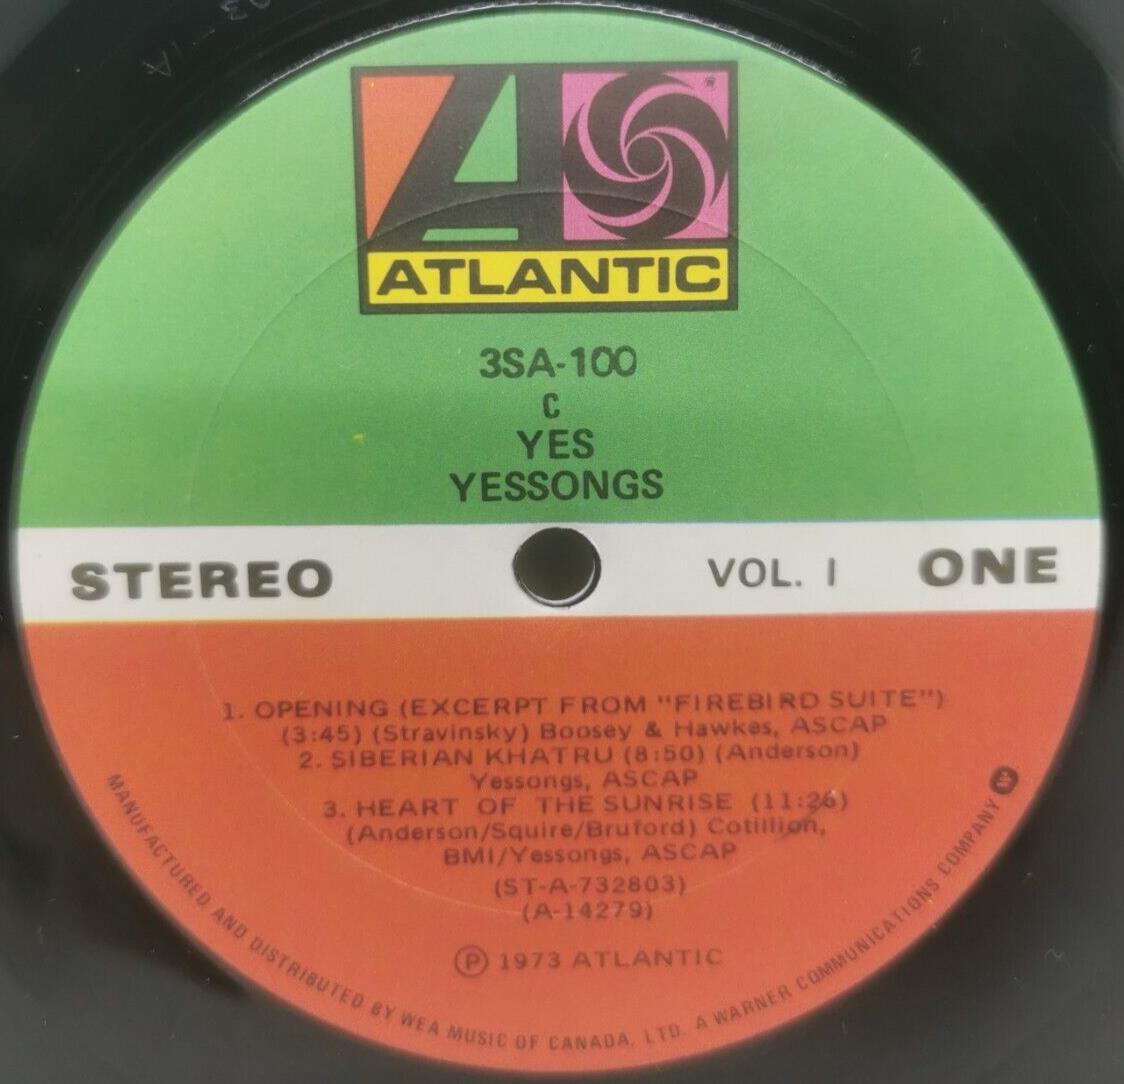 ATLANTIC
3SA-100
C
YES
YESSONGS
STEREO
VOL. I
ONE
1. OPENING (EXCERPT FROM "FIREBIRD SUITE")
(3:45) (Stravinsky) Boosey & Hawkes, ASCAP
2. SIBERIAN KHATRU (8:50) (Anderson)
Yessongs, ASCAP
3. HEART OF THE SUNRISE (11:26)
(Anderson/Squire/Bruford) Cotillion,
BMI/Yessongs, ASCAP
(ST-A-732803)
(A-14279)
Ⓟ 1973 ATLANTIC
MANUFACTURED AND DISTRIBUTED BY WEA MUSIC OF CANADA, LTD. A WARNER COMMUNICATIONS COMPANY